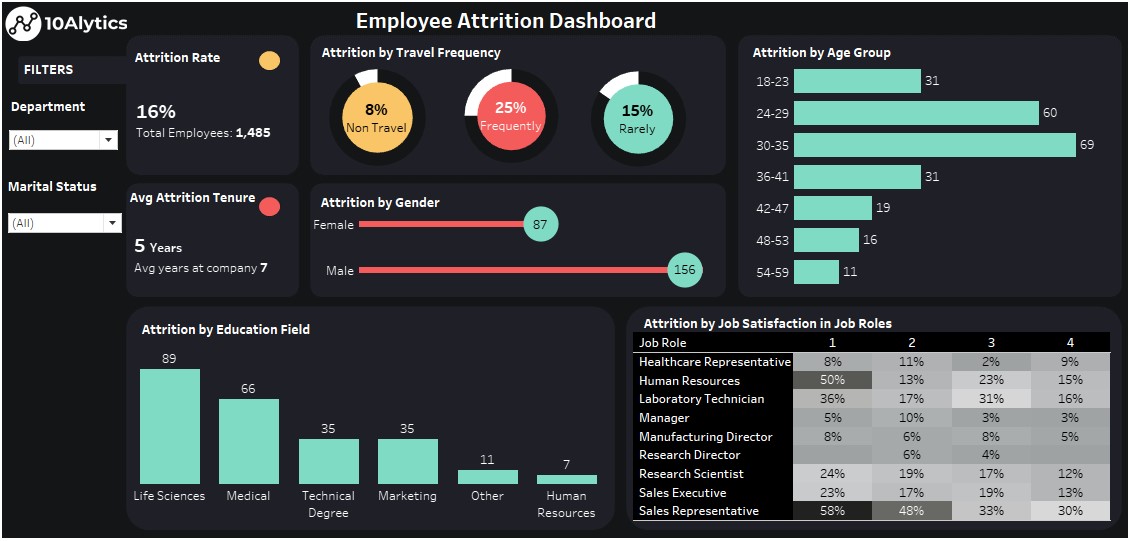 10Alytics
Employee Attrition Dashboard
FILTERS
Department
(All)
Marital Status
(All)
Attrition Rate
16%
Total Employees: 1,485
Attrition by Travel Frequency
8%
Non Travel
25%
Frequently
15%
Rarely
Attrition by Age Group
18-23 31
24-29 60
30-35 69
36-41 31
42-47 19
48-53 16
54-59 11
Avg Attrition Tenure
5 Years
Avg years at company 7
Attrition by Gender
Female 87
Male 156
Attrition by Education Field
89
66
35
35
11
7
Life Sciences
Medical
Technical
Degree
Marketing
Other
Human
Resources
Attrition by Job Satisfaction in Job Roles
Job Role 1 2 3 4
Healthcare Representative 8% 11% 2% 9%
Human Resources 50% 13% 23% 15%
Laboratory Technician 36% 17% 31% 16%
Manager 5% 10% 3% 3%
Manufacturing Director 8% 6% 8% 5%
Research Director 6% 4%
Research Scientist 24% 19% 17% 12%
Sales Executive 23% 17% 19% 13%
Sales Representative 58% 48% 33% 30%